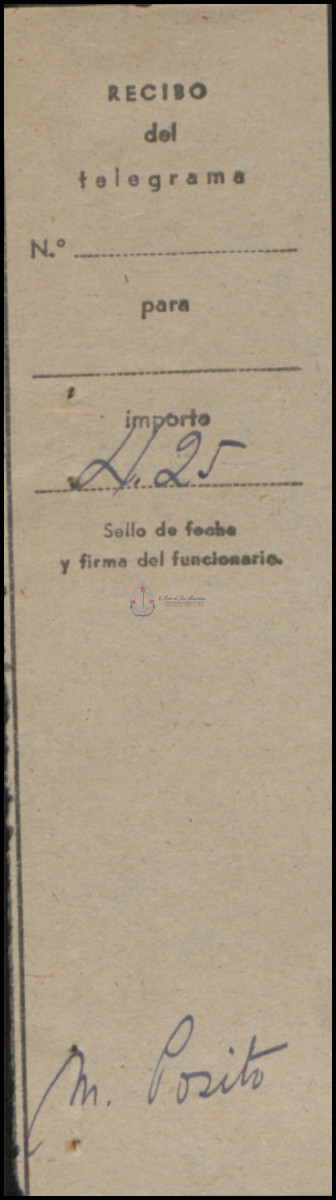 RECIBO
del
telegrama
N.º
para
importe
4.25
Sello de fecha
y firma del funcionario.
M. Posito